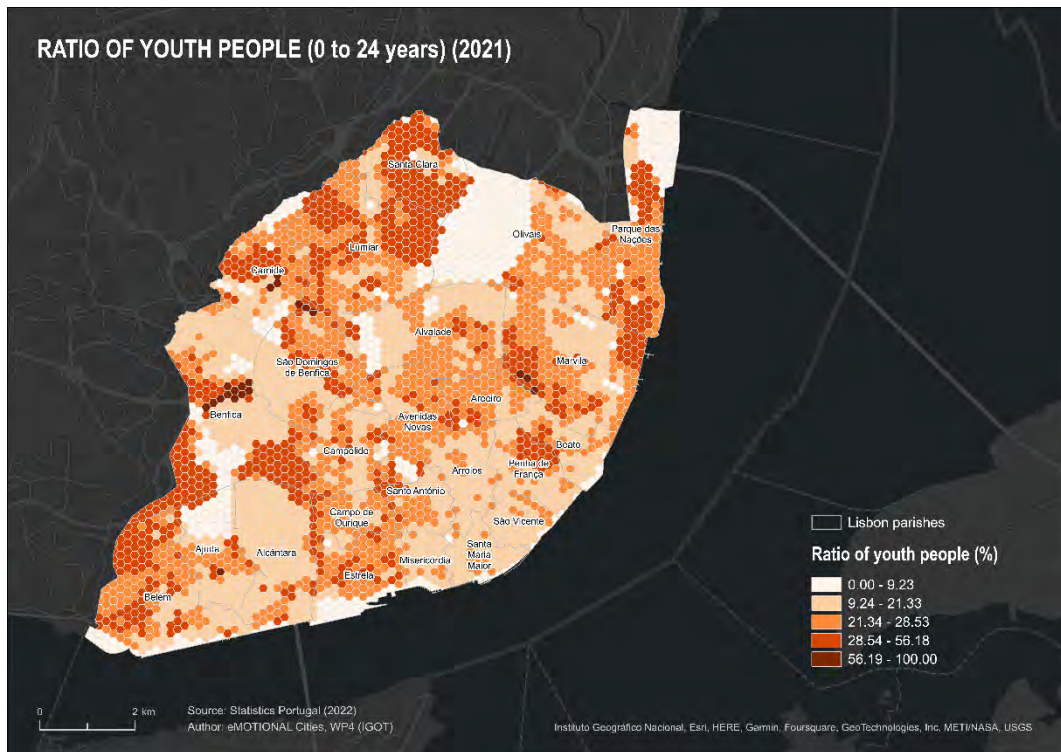 RATIO OF YOUTH PEOPLE (0 to 24 years) (2021)
Santa Clara
Olivais
Parque das
Nações
Lumiar
Carnide
Alvalade
São Domingos
de Benfica
Marvila
Benfica
Areeiro
Avenidas
Novas
Beato
Campolide
Arroios
Penha de
França
Santo António
Campo de
Ourique
São Vicente
Ajuda
Alcântara
Misericórdia
Santa
Maria
Maior
Estrela
Belém
Lisbon parishes
Ratio of youth people (%)
0.00 - 9.23
9.24 - 21.33
21.34 - 28.53
28.54 - 56.18
56.19 - 100.00
0 2 km
Source: Statistics Portugal (2022)
Author: eMOTIONAL Cities, WP4 (IGOT)
Instituto Geográfico Nacional, Esri, HERE, Garmin, Foursquare, GeoTechnologies, Inc, METI/NASA, USGS